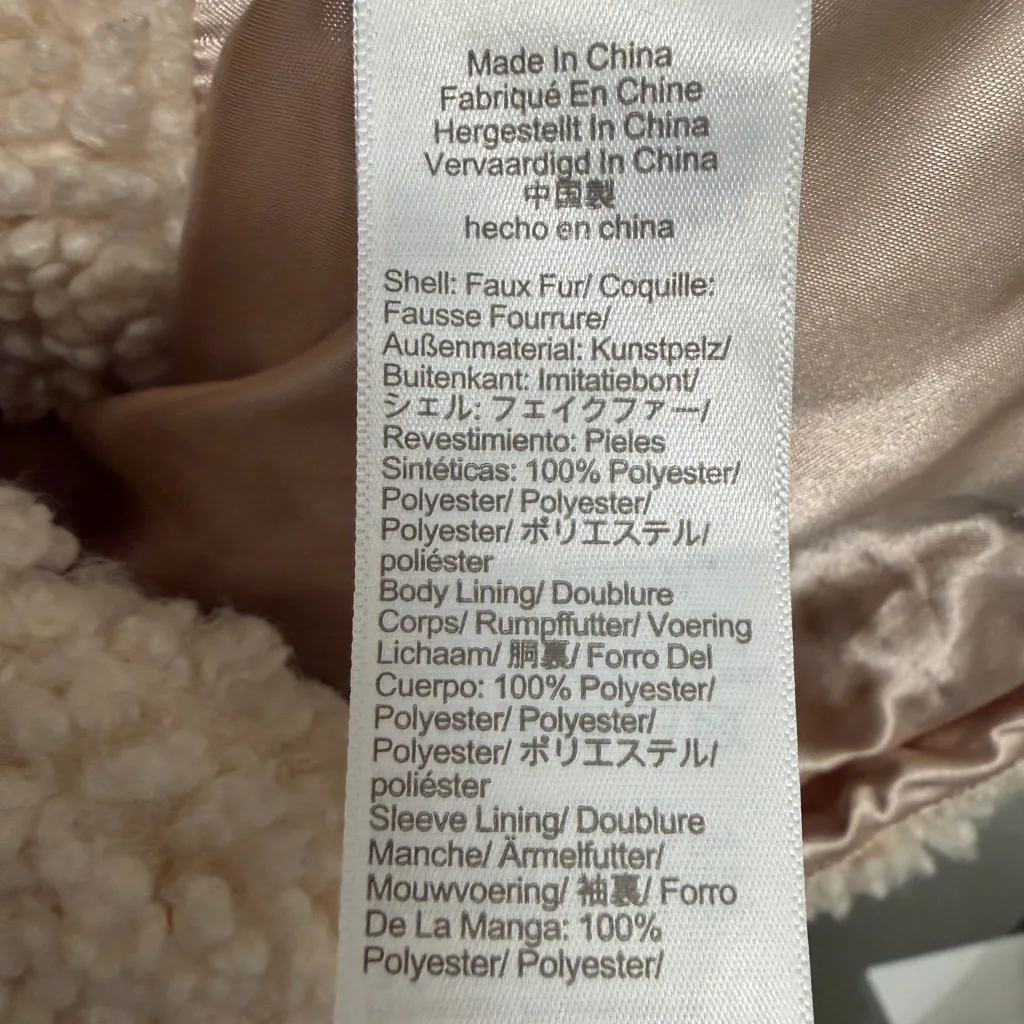 Made In China
Fabriqué En Chine
Hergestellt In China
Vervaardigd In China
中国製
hecho en china
Shell: Faux Fur/ Coquille:
Fausse Fourrure/
Außenmaterial: Kunstpelz/
Buitenkant: Imitatiebont/
シェル: フェイクファー/
Revestimiento: Pieles
Sintéticas: 100% Polyester/
Polyester/ Polyester/
Polyester/ ポリエステル/
poliéster
Body Lining/ Doublure
Corps/ Rumpffutter/ Voering
Lichaam/ 胴裏/ Forro Del
Cuerpo: 100% Polyester/
Polyester/ Polyester/
Polyester/ ポリエステル/
poliéster
Sleeve Lining/ Doublure
Manche/ Ärmelfutter/
Mouwvoering/ 袖裏/ Forro
De La Manga: 100%
Polyester/ Polyester/